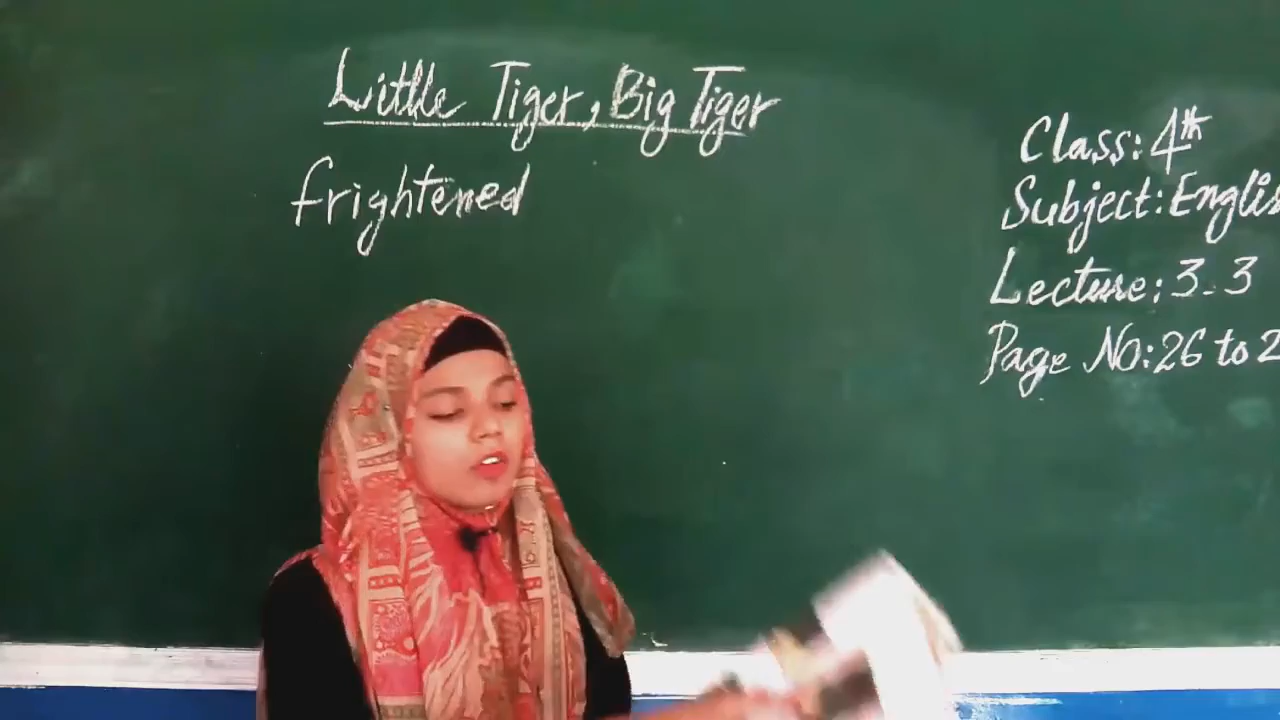 Little Tiger, Big Tiger
frightened
Class: 4th
Subject: Englis
Lecture: 3-3
Page No: 26 to 2